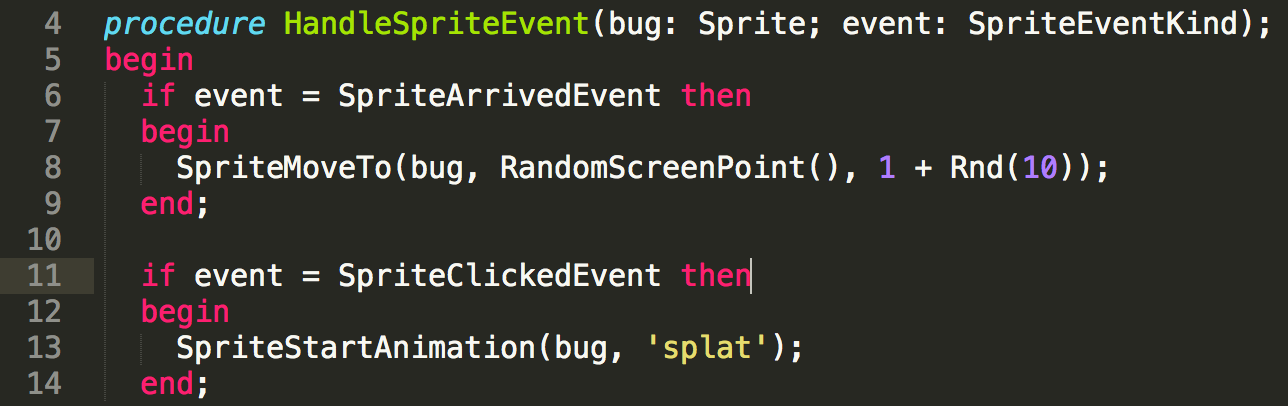 4 procedure HandleSpriteEvent(bug: Sprite; event: SpriteEventKind);
5 begin
6   if event = SpriteArrivedEvent then
7   begin
8     SpriteMoveTo(bug, RandomScreenPoint(), 1 + Rnd(10));
9   end;
10
11   if event = SpriteClickedEvent then
12   begin
13     SpriteStartAnimation(bug, 'splat');
14   end;